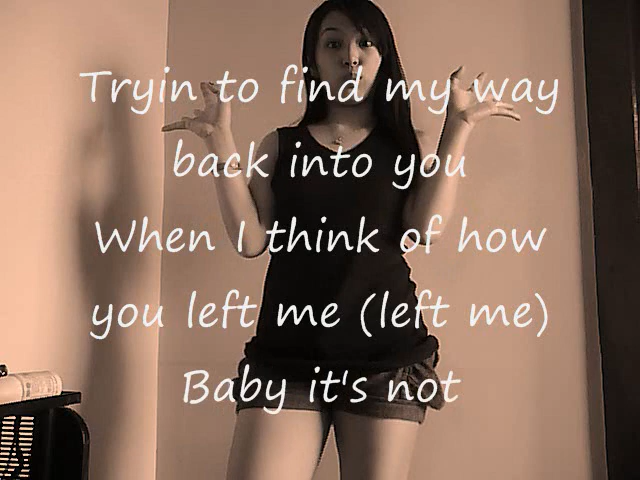 Tryin to find my way
back into you
When I think of how
you left me (left me)
Baby it's not